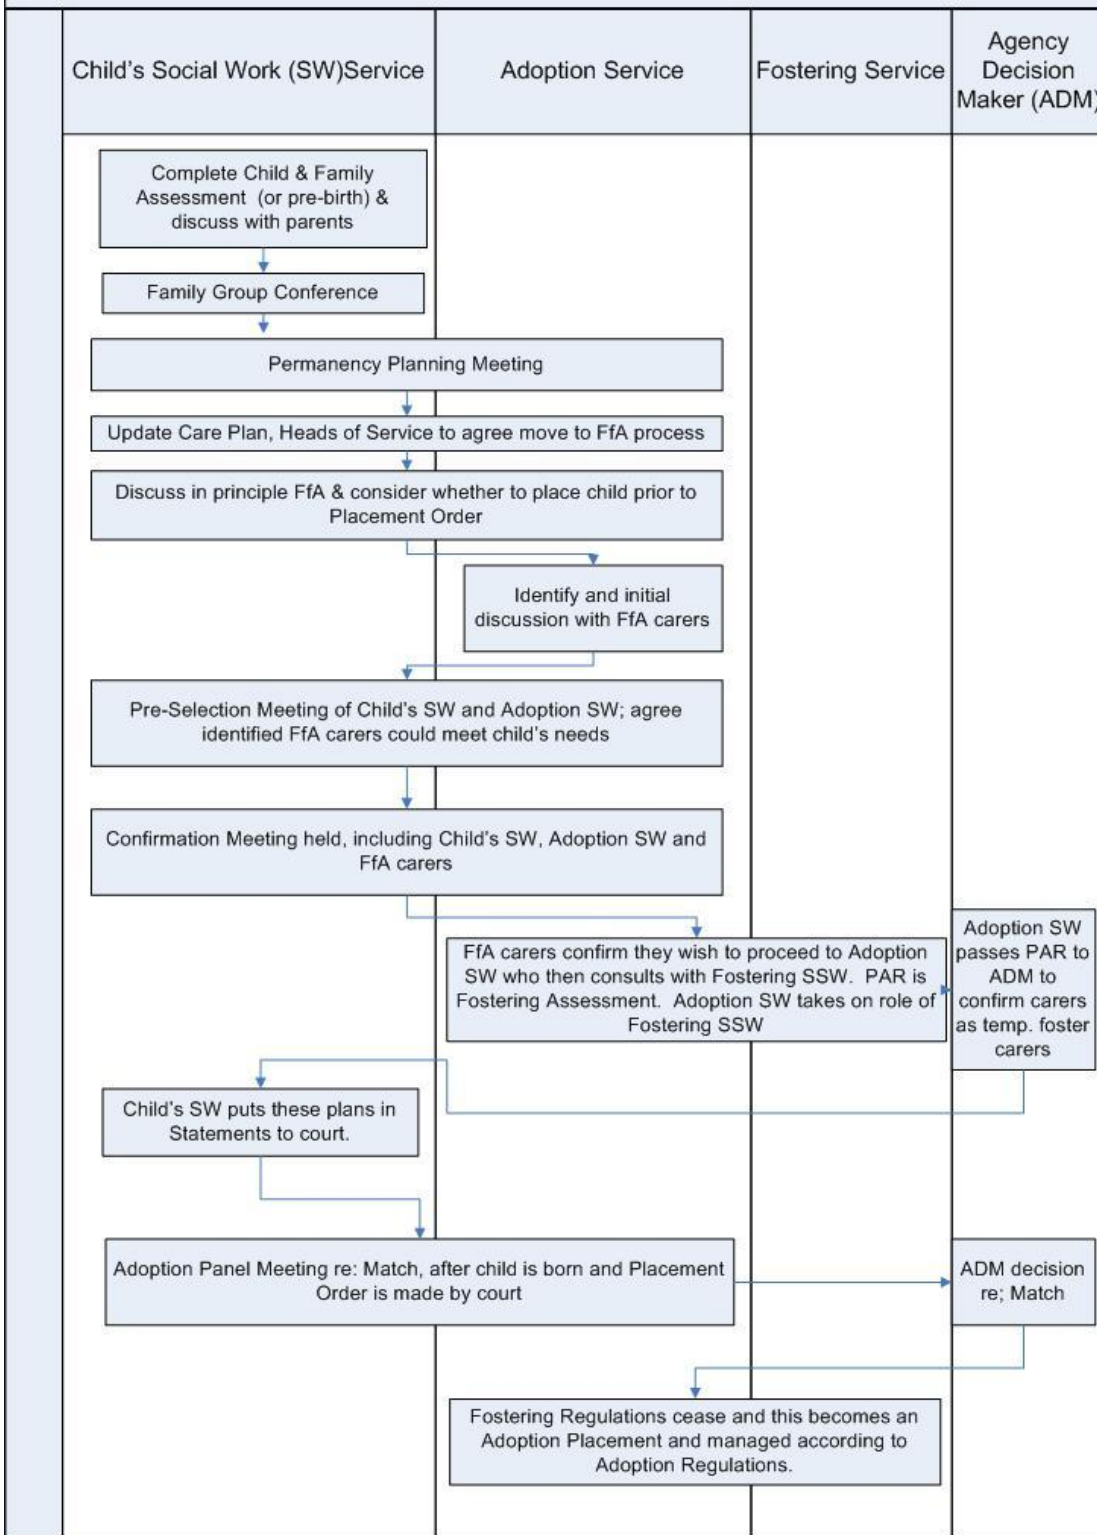 Child's Social Work (SW)Service
Adoption Service
Fostering Service
Agency
Decision
Maker (ADM)
Complete Child & Family
Assessment (or pre-birth) &
discuss with parents
Family Group Conference
Permanency Planning Meeting
Update Care Plan, Heads of Service to agree move to FfA process
Discuss in principle FfA & consider whether to place child prior to
Placement Order
Identify and initial
discussion with FfA carers
Pre-Selection Meeting of Child's SW and Adoption SW; agree
identified FfA carers could meet child's needs
Confirmation Meeting held, including Child's SW, Adoption SW and
FfA carers
FfA carers confirm they wish to proceed to Adoption
SW who then consults with Fostering SSW. PAR is
Fostering Assessment. Adoption SW takes on role of
Fostering SSW
Adoption SW
passes PAR to
ADM to
confirm carers
as temp. foster
carers
Child's SW puts these plans in
Statements to court.
Adoption Panel Meeting re: Match, after child is born and Placement
Order is made by court
ADM decision
re; Match
Fostering Regulations cease and this becomes an
Adoption Placement and managed according to
Adoption Regulations.